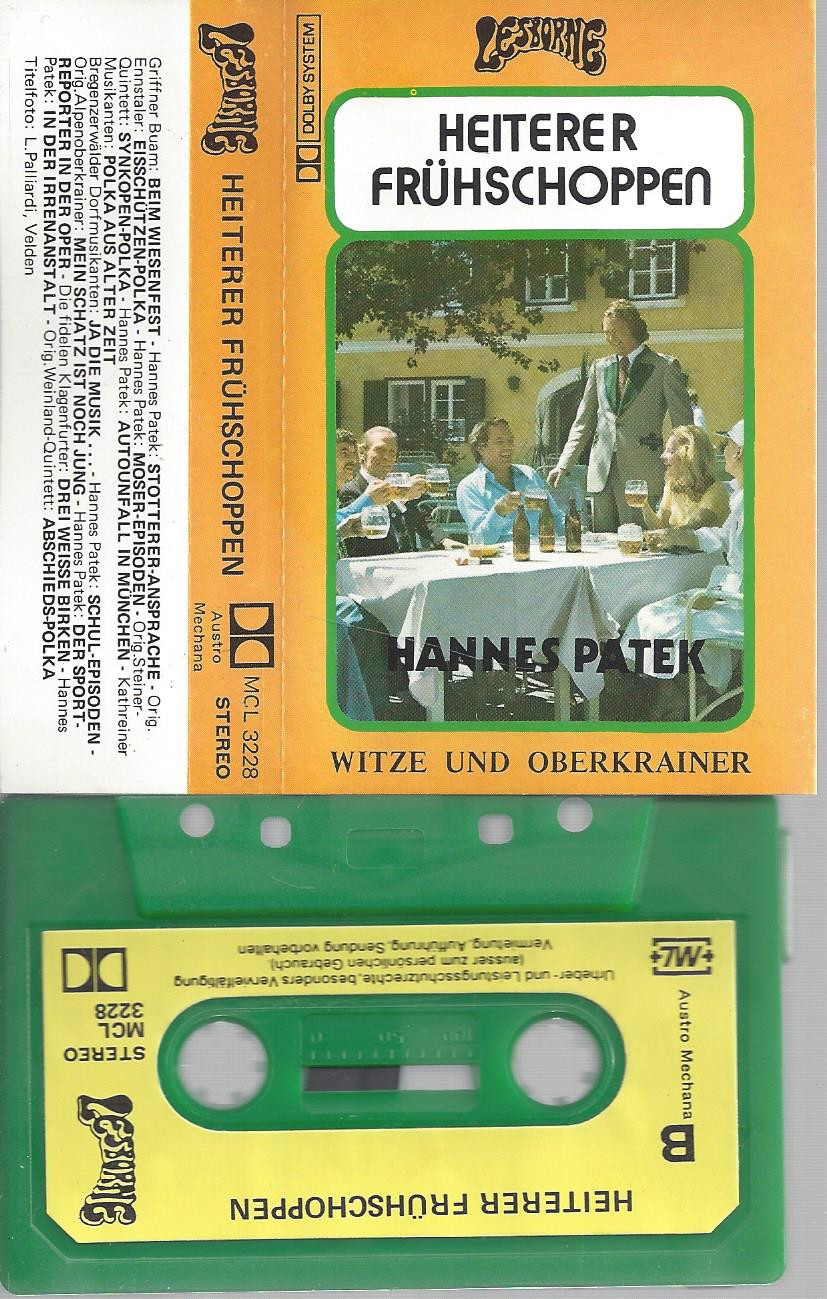 LESBORNE
DOLBY SYSTEM
HEITERER
FRÜHSCHOPPEN
HANNES PATEK
WITZE UND OBERKRAINER
LESBORNE
HEITERER FRÜHSCHOPPEN
Austro
Mechana
MCL 3228
STEREO
Griffner Buam: BEIM WIESENFEST - Hannes Patek: STOTTERER-ANSPRACHE - Orig.
Ennstaler: EISSCHÜTZEN-POLKA - Hannes Patek: MOSER-EPISODEN - Orig.Steiner-
Quintett: SYNKOPEN-POLKA - Hannes Patek: AUTOUNFALL IN MÜNCHEN - Kathreiner
Musikanten: POLKA AUS ALTER ZEIT
Bregenzerwälder Dorfmusikanten: JA DIE MUSIK . . . - Hannes Patek: SCHUL-EPISODEN -
Orig.Alpenoberkrainer: MEIN SCHATZ IST NOCH JUNG - Hannes Patek: DER SPORT-
REPORTER IN DER OPER - Die fidelen Klagenfurter: DREI WEISSE BIRKEN - Hannes
Patek: IN DER IRRENANSTALT - Orig.Weinland-Quintett: ABSCHIEDS-POLKA
Titelfoto: L.Palliardi, Velden
HEITERER FRÜHSCHOPPEN
LESBORNE
B
Austro Mechana
STEREO
MCL
3228
100 50 0
Urheber- und Leistungsschutzrechte, besonders Vervielfältigung
(ausser zum persönlichen Gebrauch),
Vermietung, Aufführung, Sendung vorbehalten